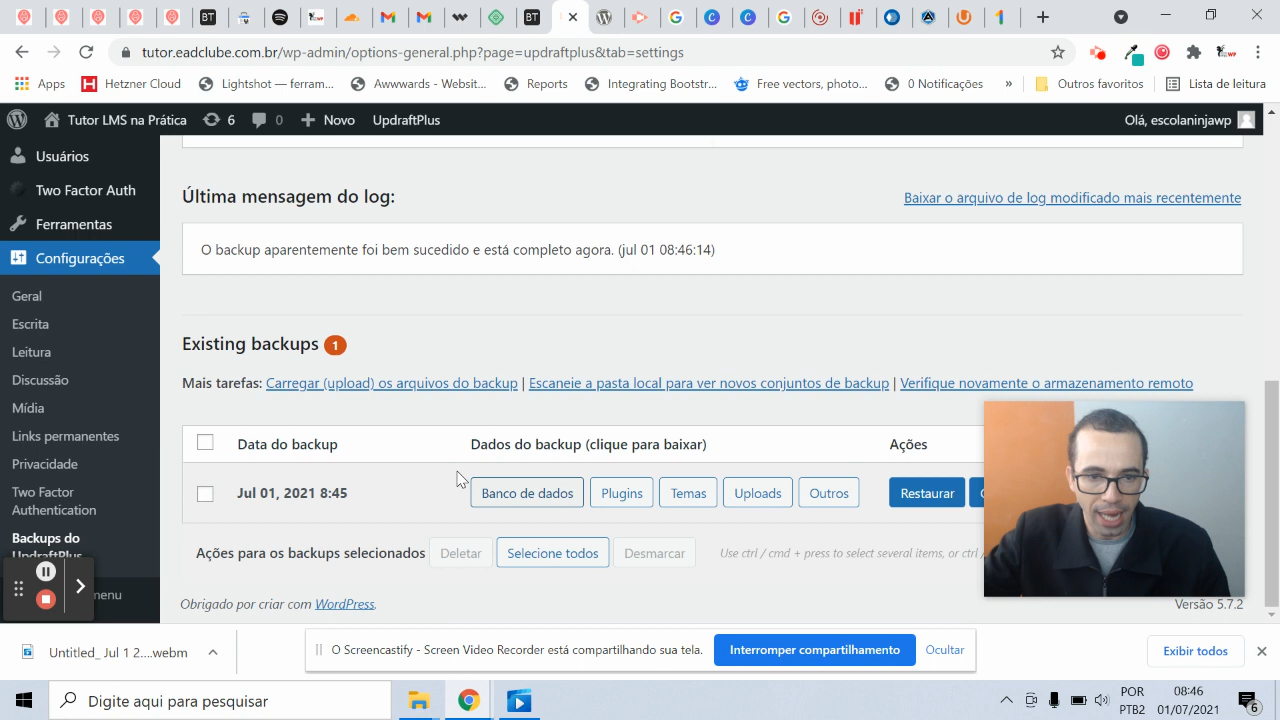 BT
WP
BT
tutor.eadclube.com.br/wp-admin/options-general.php?page=updraftplus&tab=settings
Apps
Hetzner Cloud
Lightshot — ferram...
Awwwards - Websit...
Reports
Integrating Bootstr...
Free vectors, photo...
0 Notificações
»
Outros favoritos
Lista de leitura
Tutor LMS na Prática
6
0
Novo
UpdraftPlus
Olá, escolaninjawp
Usuários
Two Factor Auth
Ferramentas
Configurações
Geral
Escrita
Leitura
Discussão
Mídia
Links permanentes
Privacidade
Two Factor
Authentication
Backups do
UpdraftPlus
menu
Última mensagem do log:
Baixar o arquivo de log modificado mais recentemente
O backup aparentemente foi bem sucedido e está completo agora. (jul 01 08:46:14)
Existing backups 1
Mais tarefas: Carregar (upload) os arquivos do backup | Escaneie a pasta local para ver novos conjuntos de backup | Verifique novamente o armazenamento remoto
Data do backup
Dados do backup (clique para baixar)
Ações
Jul 01, 2021 8:45
Banco de dados
Plugins
Temas
Uploads
Outros
Restaurar
Ações para os backups selecionados
Deletar
Selecione todos
Desmarcar
Use ctrl / cmd + press to select several items, or ctrl /
Obrigado por criar com WordPress.
Versão 5.7.2
Untitled_ Jul 1 2....webm
O Screencastify - Screen Video Recorder está compartilhando sua tela.
Interromper compartilhamento
Ocultar
Exibir todos
Digite aqui para pesquisar
POR
PTB2
08:46
01/07/2021
6